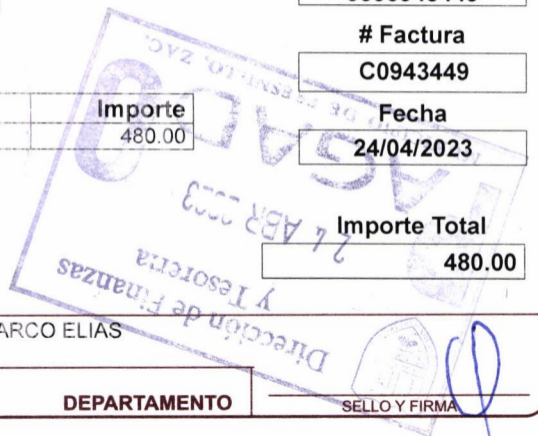 # Factura
C0943449
Importe
480.00
Fecha
24/04/2023
Importe Total
480.00
PAGADO
24 ABR 2023
Dirección de Finanzas
y Tesorería
ARCO ELIAS
DEPARTAMENTO
SELLO Y FIRMA